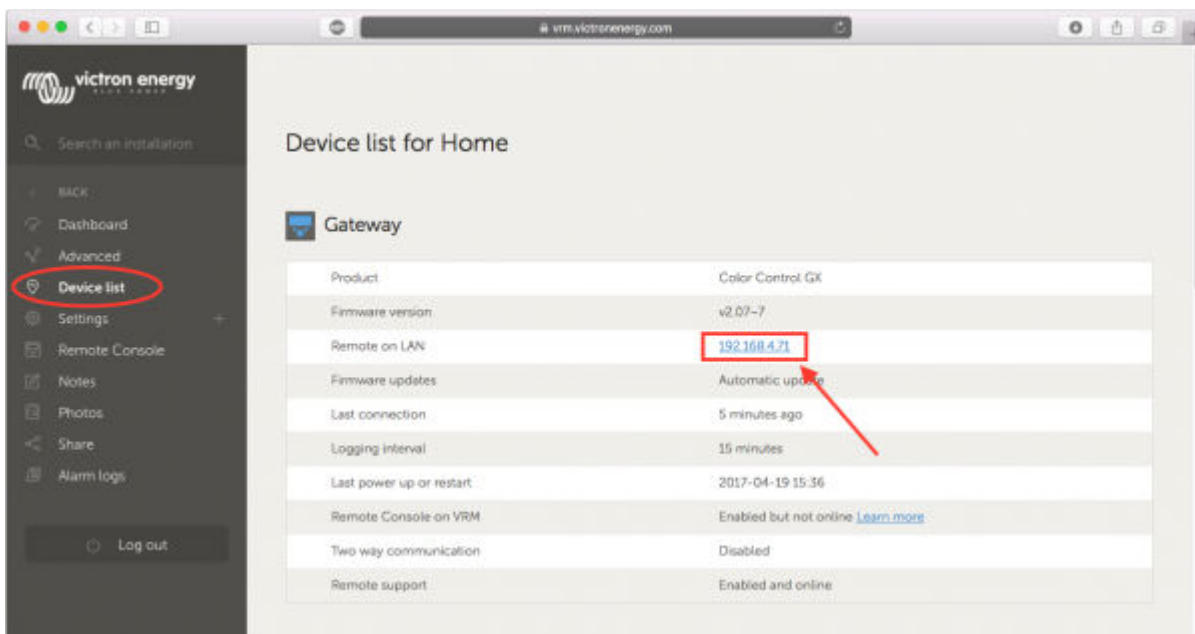 vrm.victronenergy.com
victron energy
BLUE POWER
Search an installation
BACK
Dashboard
Advanced
Device list
Settings
Remote Console
Notes
Photos
Share
Alarm logs
Log out
Device list for Home
Gateway
Product Color Control GX
Firmware version v2.07~7
Remote on LAN 192.168.4.71
Firmware updates Automatic update
Last connection 5 minutes ago
Logging interval 15 minutes
Last power up or restart 2017-04-19 15:36
Remote Console on VRM Enabled but not online Learn more
Two way communication Disabled
Remote support Enabled and online